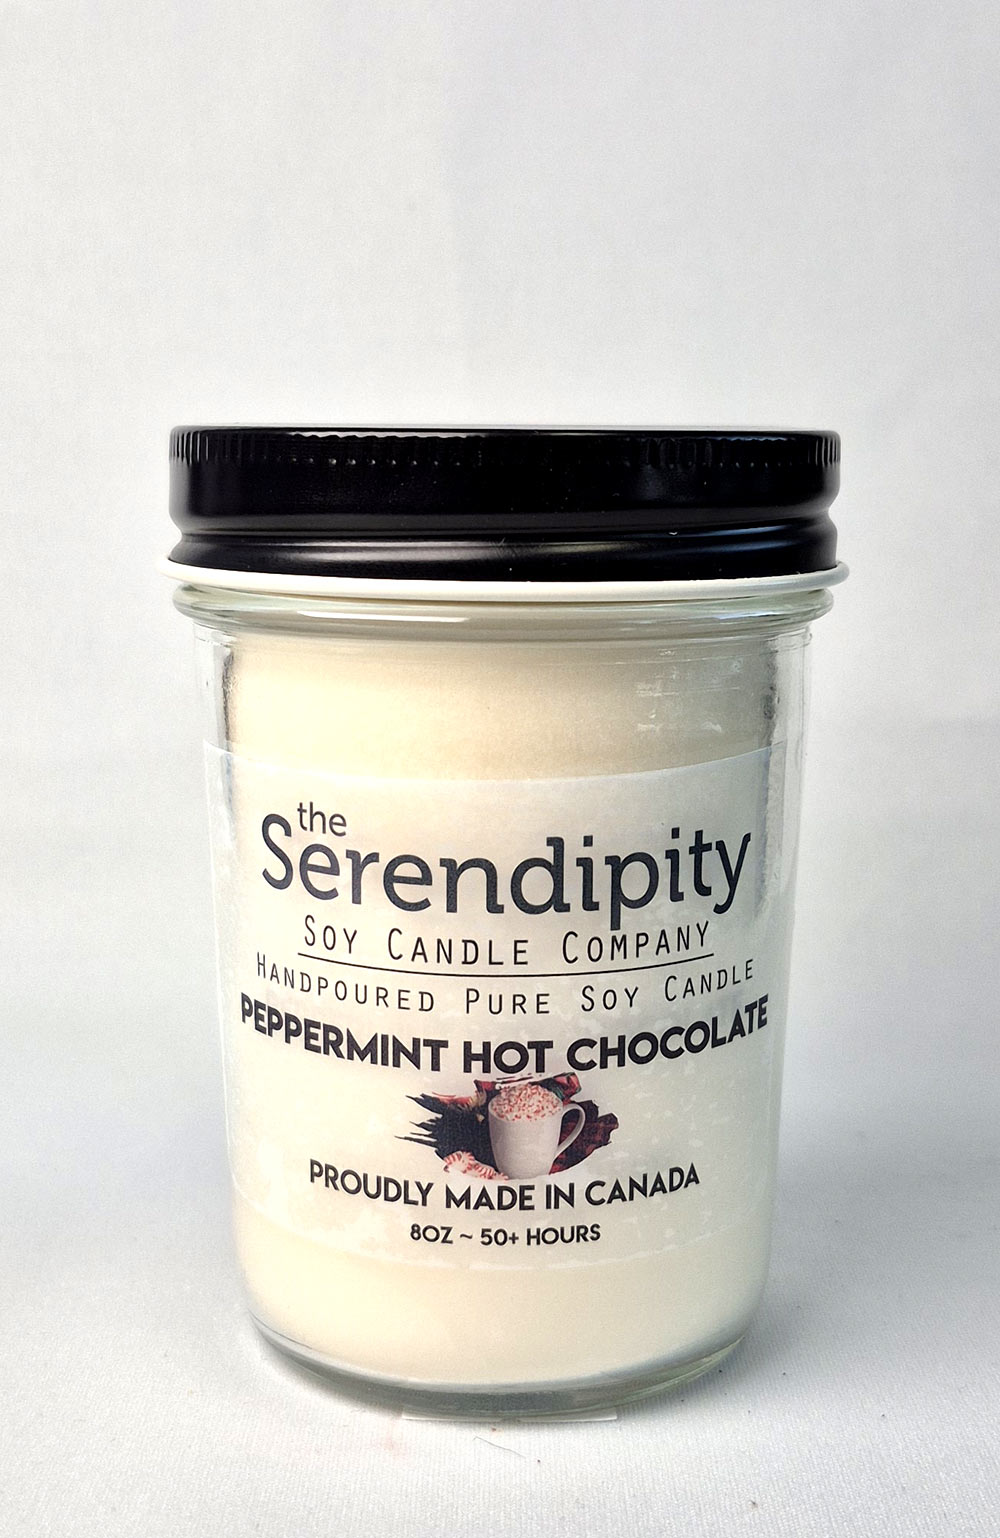 the
Serendipity
Soy Candle Company
Handpoured Pure Soy Candle
PEPPERMINT HOT CHOCOLATE
PROUDLY MADE IN CANADA
8OZ ~ 50+ HOURS